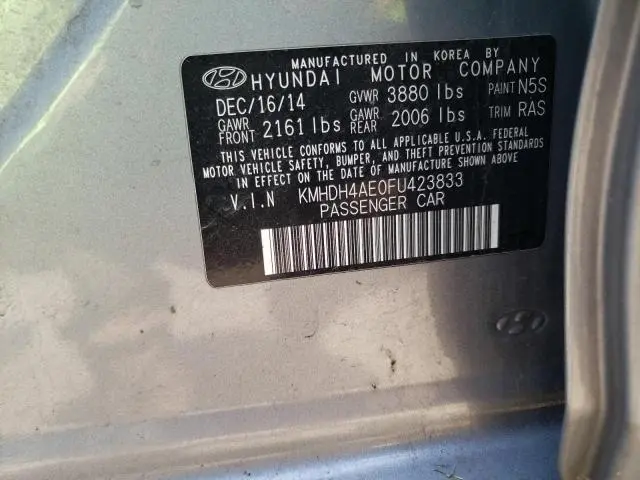 MANUFACTURED IN KOREA BY
HYUNDAI MOTOR COMPANY
DEC/16/14 GVWR 3880 lbs PAINT N5S
GAWR FRONT 2161 lbs GAWR REAR 2006 lbs TRIM RAS
THIS VEHICLE CONFORMS TO ALL APPLICABLE U.S.A. FEDERAL
MOTOR VEHICLE SAFETY, BUMPER, AND THEFT PREVENTION STANDARDS
IN EFFECT ON THE DATE OF MANUFACTURE SHOWN ABOVE
V.I.N KMHDH4AE0FU423833
PASSENGER CAR